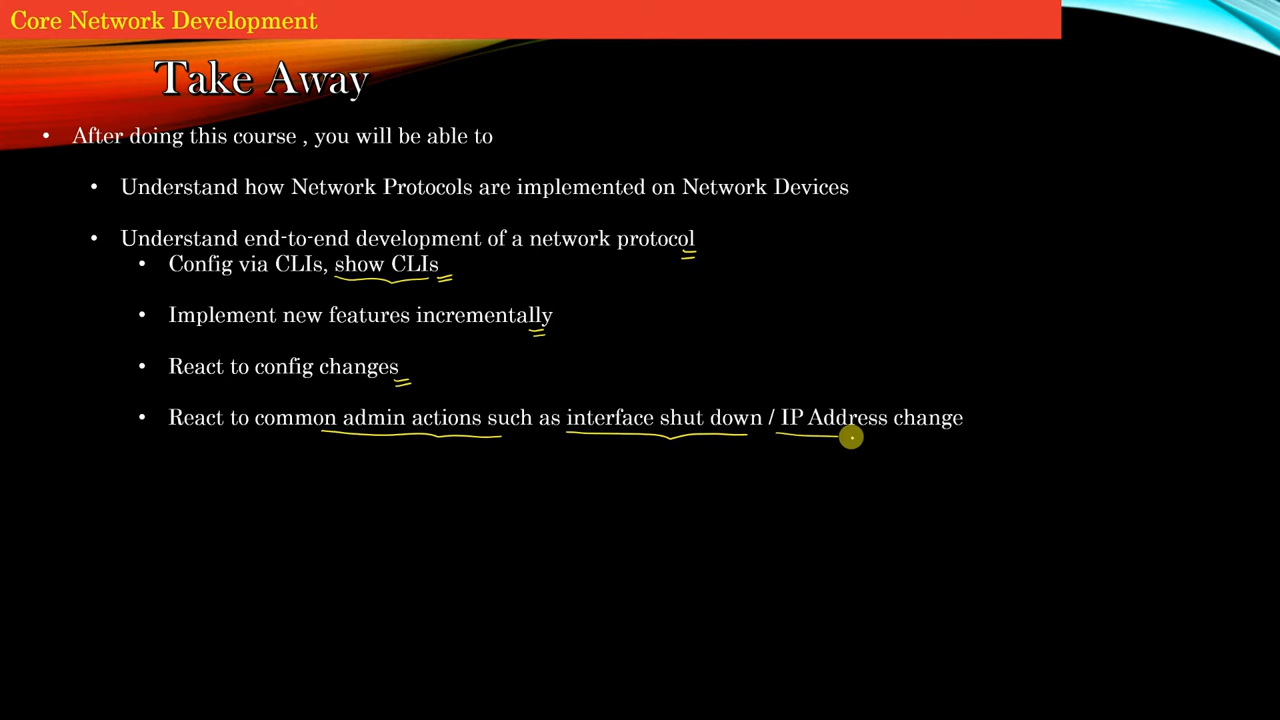 Core Network Development
Take Away
• After doing this course , you will be able to
• Understand how Network Protocols are implemented on Network Devices
• Understand end-to-end development of a network protocol
• Config via CLIs, show CLIs
• Implement new features incrementally
• React to config changes
• React to common admin actions such as interface shut down / IP Address change